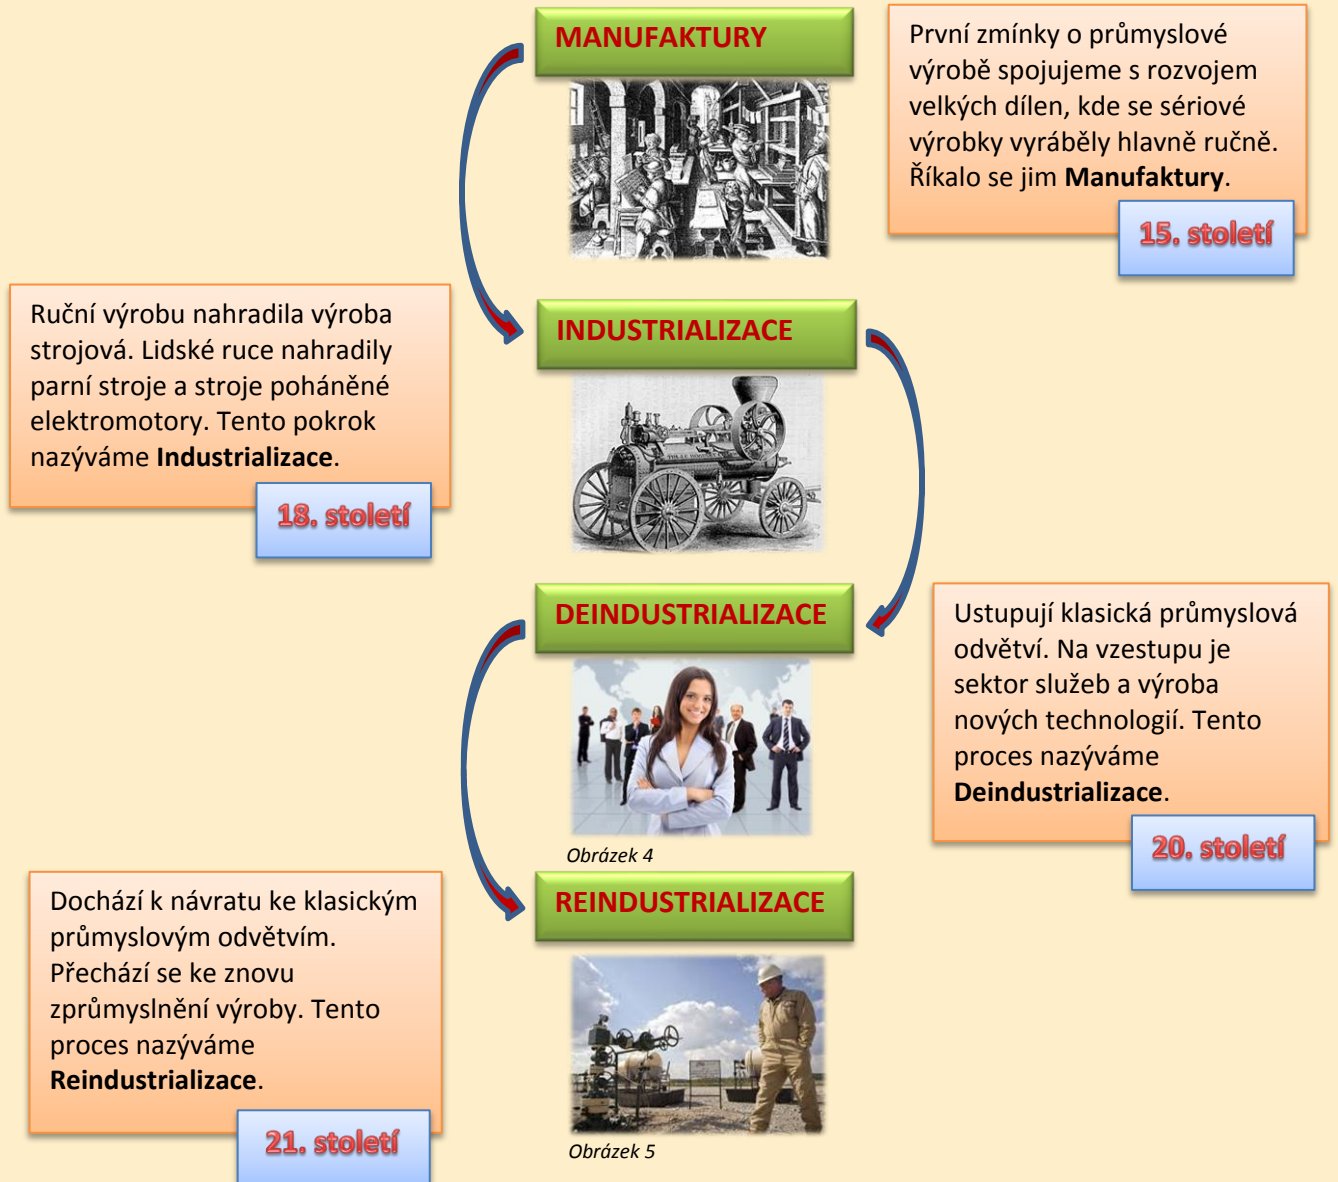 MANUFAKTURY
První zmínky o průmyslové
výrobě spojujeme s rozvojem
velkých dílen, kde se sériové
výrobky vyráběly hlavně ručně.
Říkalo se jim Manufaktury.
15. století
INDUSTRIALIZACE
Ruční výrobu nahradila výroba
strojová. Lidské ruce nahradily
parní stroje a stroje poháněné
elektromotory. Tento pokrok
nazýváme Industrializace.
18. století
DEINDUSTRIALIZACE
Ustupují klasická průmyslová
odvětví. Na vzestupu je
sektor služeb a výroba
nových technologií. Tento
proces nazýváme
Deindustrializace.
20. století
Obrázek 4
REINDUSTRIALIZACE
Dochází k návratu ke klasickým
průmyslovým odvětvím.
Přechází se ke znovu
zprůmyslnění výroby. Tento
proces nazýváme
Reindustrializace.
21. století
Obrázek 5